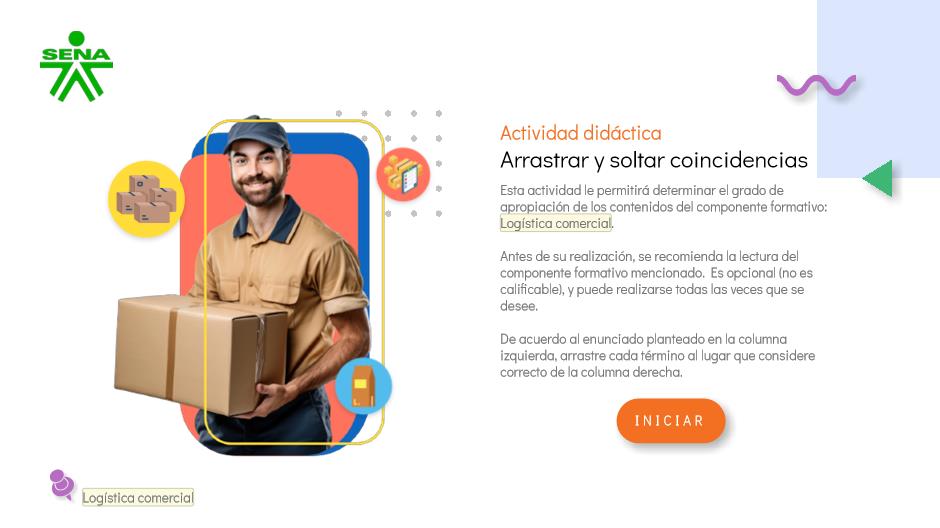 SENA
Actividad didáctica
Arrastrar y soltar coincidencias
Esta actividad le permitirá determinar el grado de
apropiación de los contenidos del componente formativo:
Logística comercial.
Antes de su realización, se recomienda la lectura del
componente formativo mencionado.  Es opcional (no es
calificable), y puede realizarse todas las veces que se
desee.
De acuerdo al enunciado planteado en la columna
izquierda, arrastre cada término al lugar que considere
correcto de la columna derecha.
INICIAR
Logística comercial